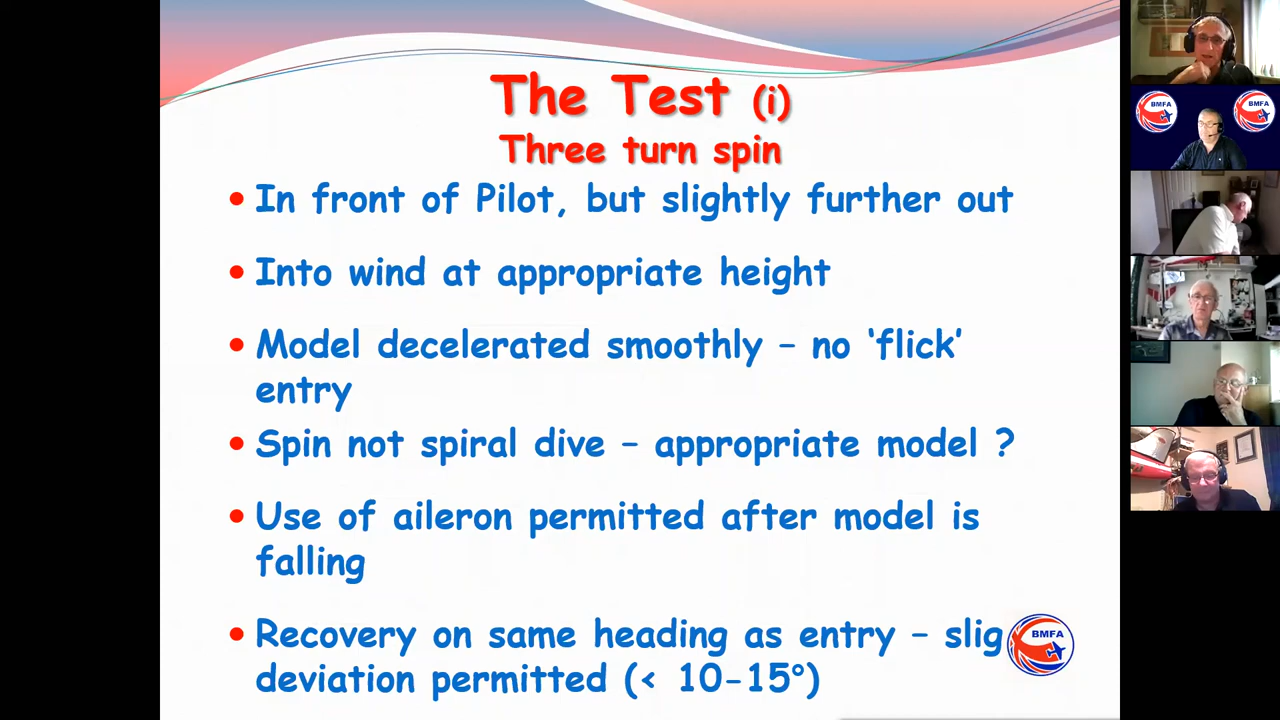 The Test (i)
Three turn spin
• In front of Pilot, but slightly further out
• Into wind at appropriate height
• Model decelerated smoothly – no ‘flick’
entry
• Spin not spiral dive – appropriate model ?
• Use of aileron permitted after model is
falling
• Recovery on same heading as entry – slig
deviation permitted (< 10-15°)
BMFA
BMFA
BMFA